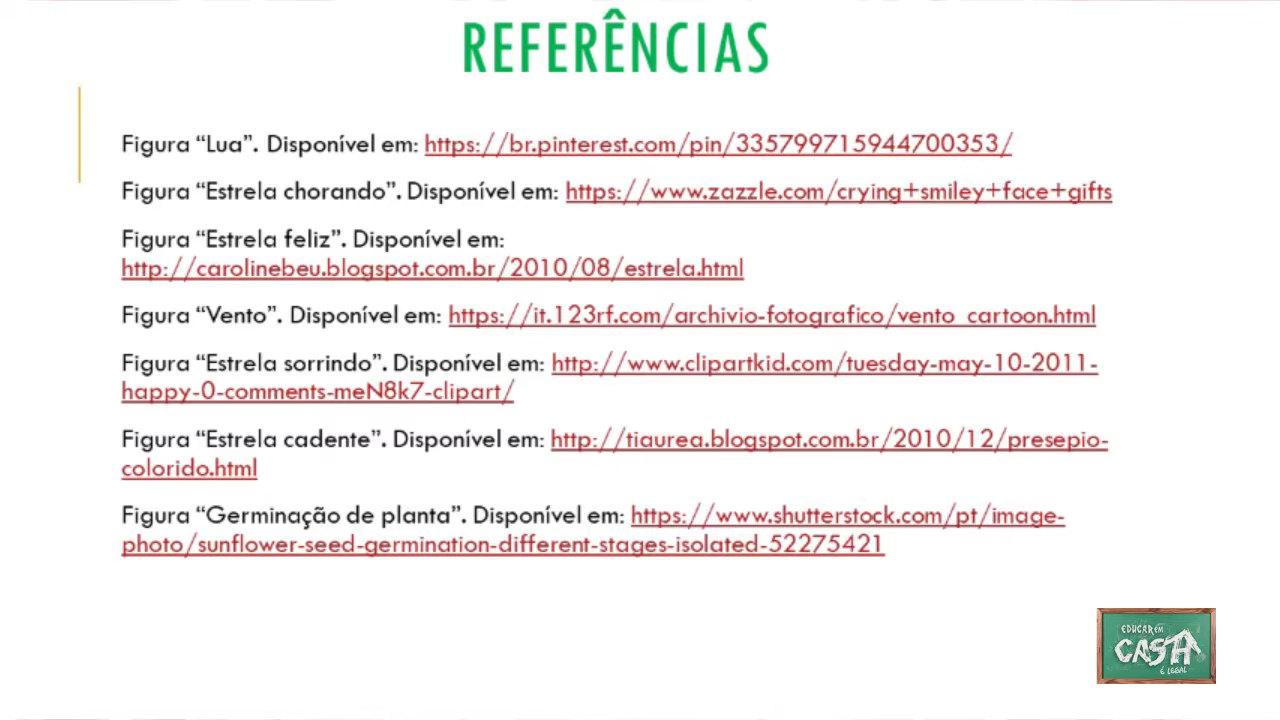 REFERÊNCIAS
Figura “Lua”. Disponível em: https://br.pinterest.com/pin/335799715944700353/
Figura “Estrela chorando”. Disponível em: https://www.zazzle.com/crying+smiley+face+gifts
Figura “Estrela feliz”. Disponível em:
http://carolinebeu.blogspot.com.br/2010/08/estrela.html
Figura “Vento”. Disponível em: https://it.123rf.com/archivio-fotografico/vento_cartoon.html
Figura “Estrela sorrindo”. Disponível em: http://www.clipartkid.com/tuesday-may-10-2011-
happy-0-comments-meN8k7-clipart/
Figura “Estrela cadente”. Disponível em: http://tiaurea.blogspot.com.br/2010/12/presepio-
colorido.html
Figura “Germinação de planta”. Disponível em: https://www.shutterstock.com/pt/image-
photo/sunflower-seed-germination-different-stages-isolated-52275421
EDUCAR EM
CASA
É LEGAL